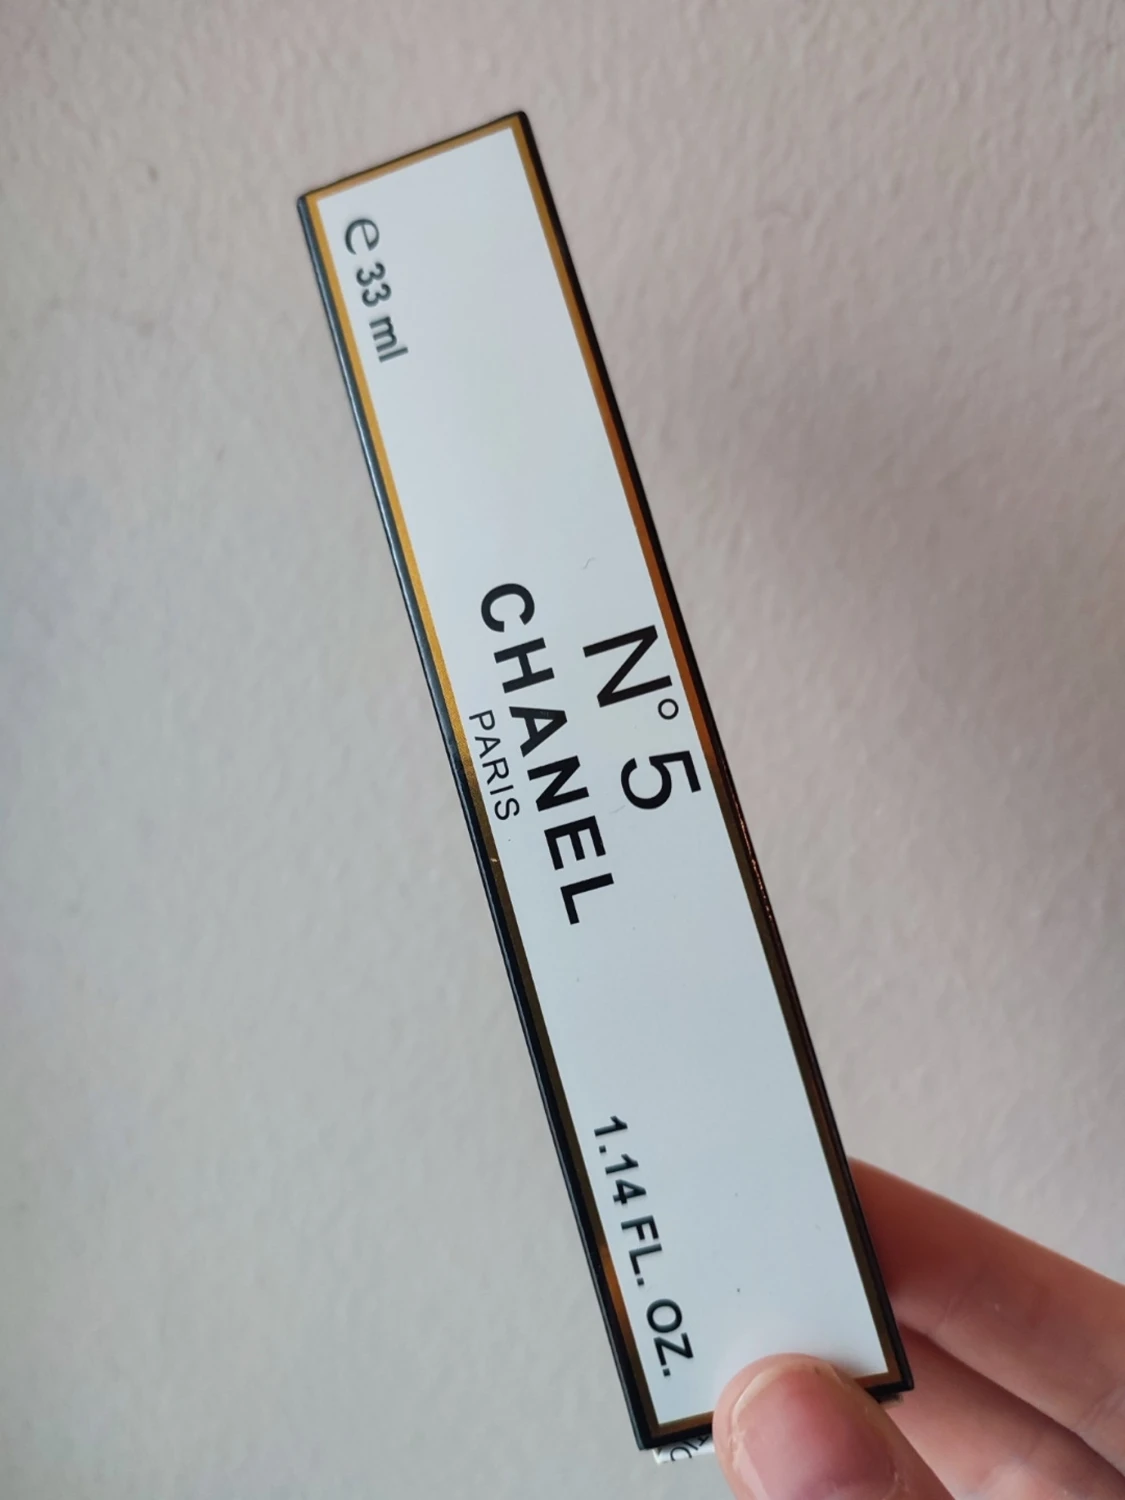 N° 5
CHANEL
PARIS
e 33 ml
1.14 FL. OZ.